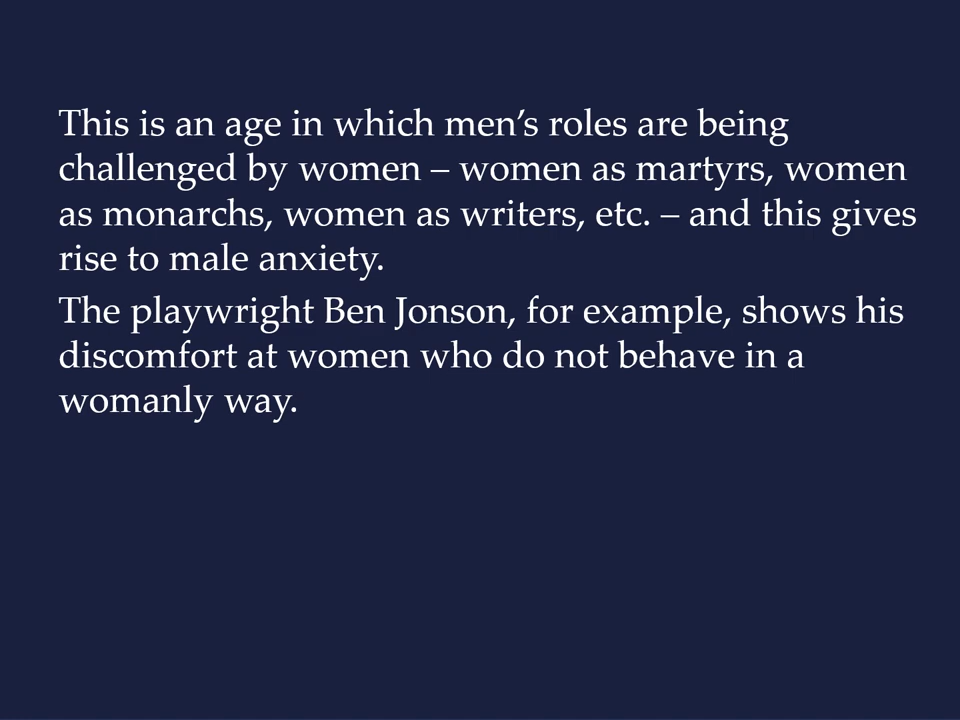 This is an age in which men’s roles are being
challenged by women – women as martyrs, women
as monarchs, women as writers, etc. – and this gives
rise to male anxiety.
The playwright Ben Jonson, for example, shows his
discomfort at women who do not behave in a
womanly way.